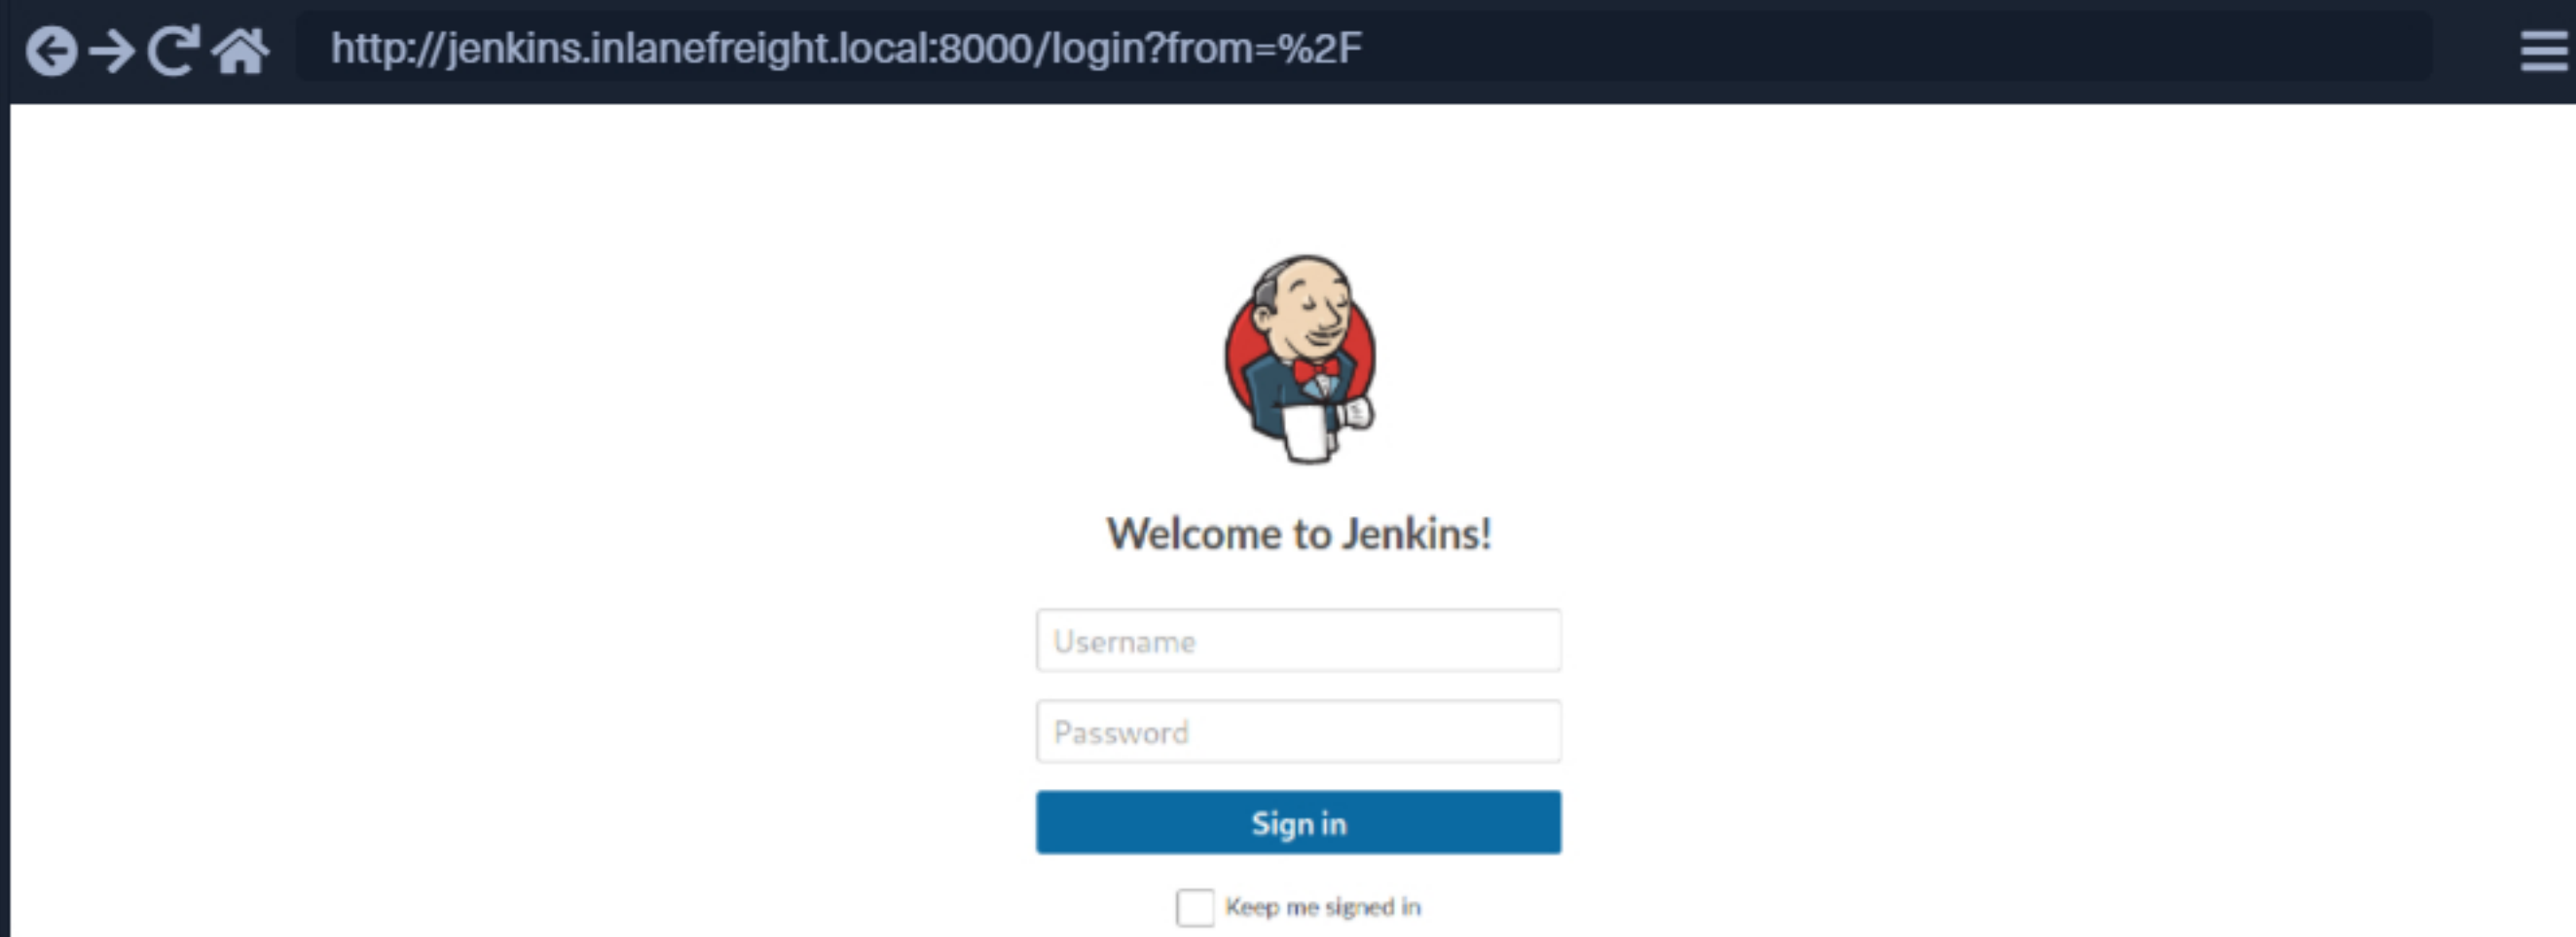 http://jenkins.inlanefreight.local:8000/login?from=%2F
Welcome to Jenkins!
Username
Password
Sign in
Keep me signed in